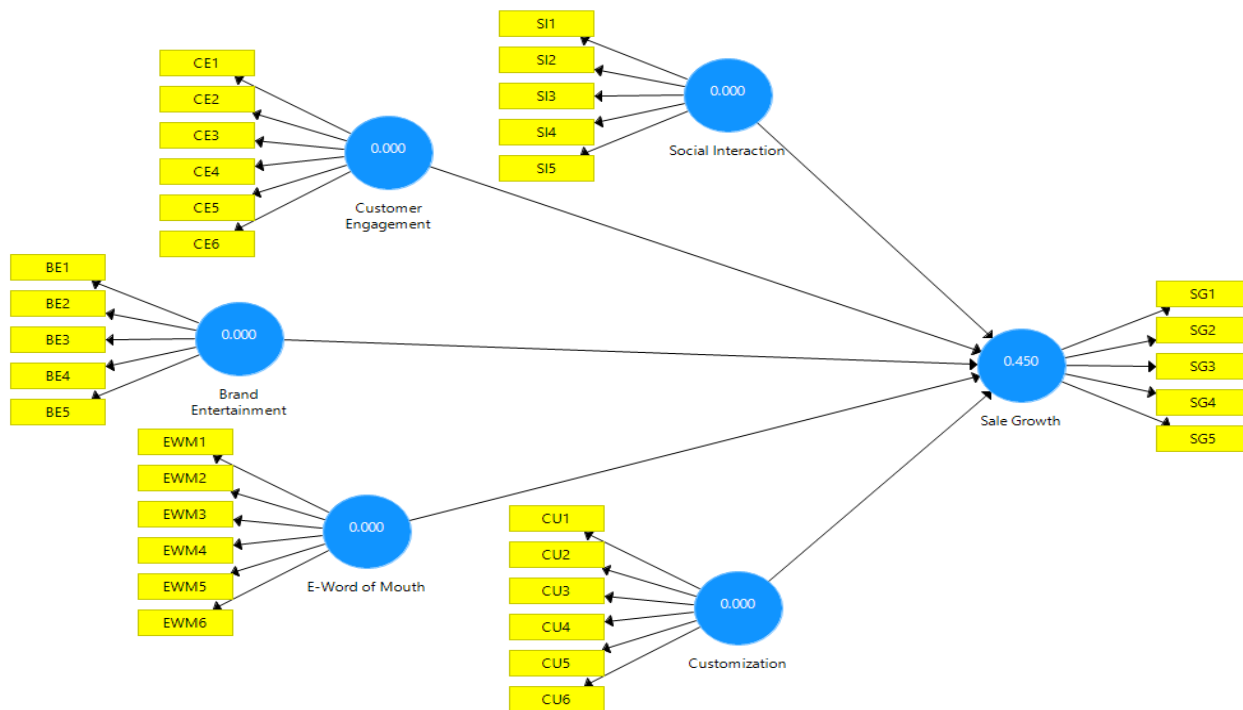 SI1
SI2
SI3
SI4
SI5
0.000
Social Interaction
CE1
CE2
CE3
CE4
CE5
CE6
0.000
Customer
Engagement
BE1
BE2
BE3
BE4
BE5
0.000
Brand
Entertainment
SG1
SG2
SG3
SG4
SG5
0.450
Sale Growth
EWM1
EWM2
EWM3
EWM4
EWM5
EWM6
0.000
E-Word of Mouth
CU1
CU2
CU3
CU4
CU5
CU6
0.000
Customization